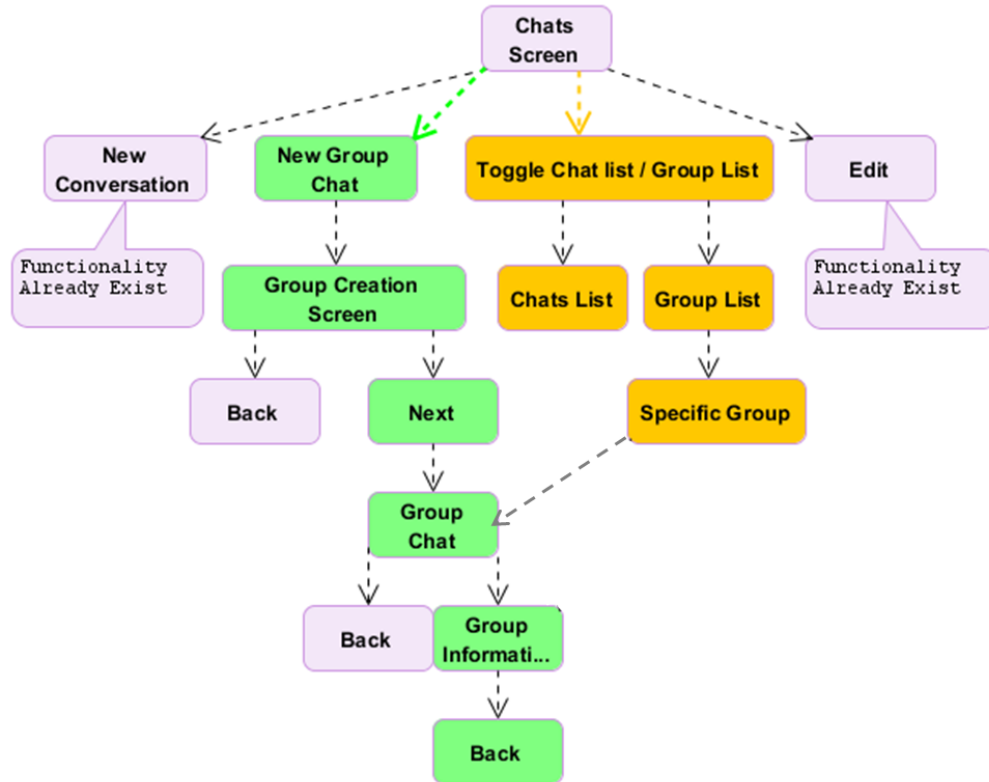 Chats
Screen
New
Conversation
New Group
Chat
Toggle Chat list / Group List
Edit
Functionality
Already Exist
Functionality
Already Exist
Group Creation
Screen
Chats List
Group List
Back
Next
Specific Group
Group
Chat
Back
Group
Informati...
Back